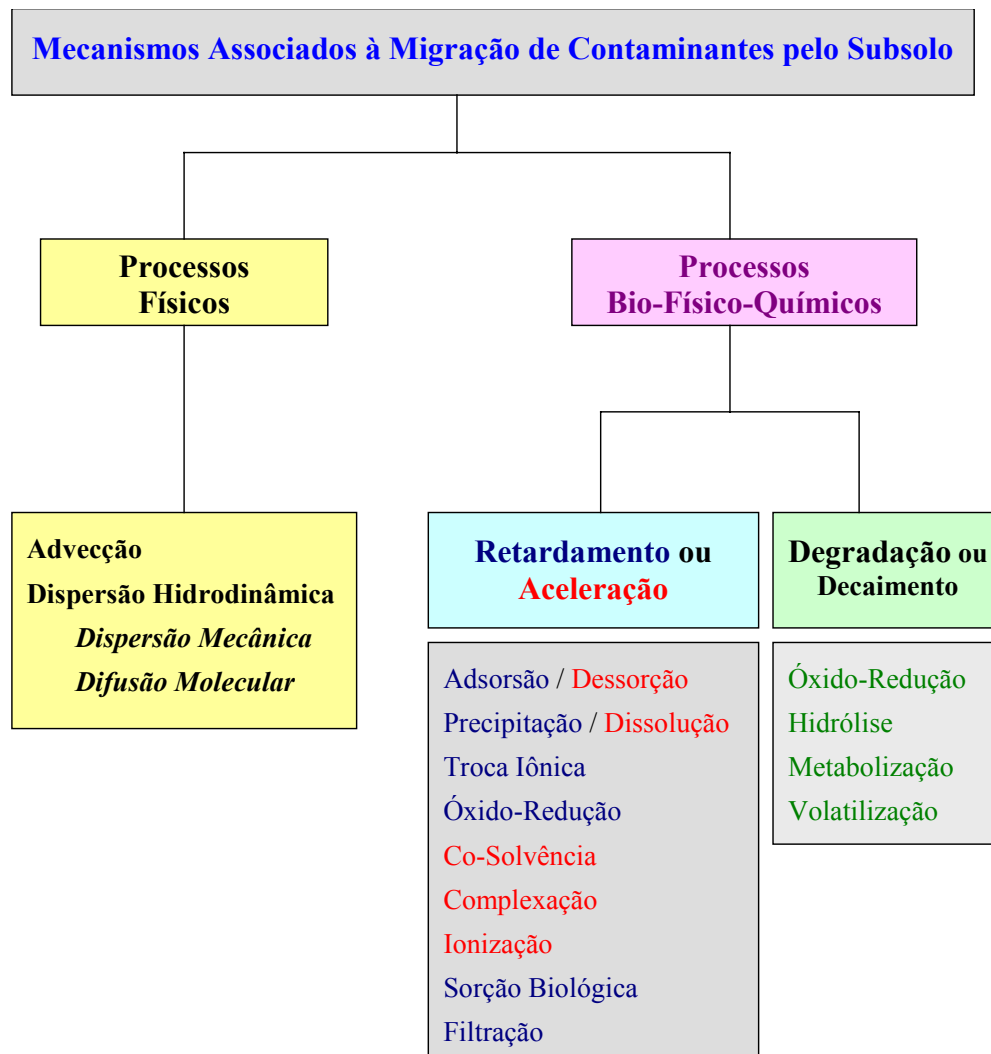 Mecanismos Associados à Migração de Contaminantes pelo Subsolo
Processos
Físicos
Processos
Bio-Físico-Químicos
Advecção
Dispersão Hidrodinâmica
Dispersão Mecânica
Difusão Molecular
Retardamento ou
Aceleração
Adsorsão / Dessorção
Precipitação / Dissolução
Troca Iônica
Óxido-Redução
Co-Solvência
Complexação
Ionização
Sorção Biológica
Filtração
Degradação ou
Decaimento
Óxido-Redução
Hidrólise
Metabolização
Volatilização